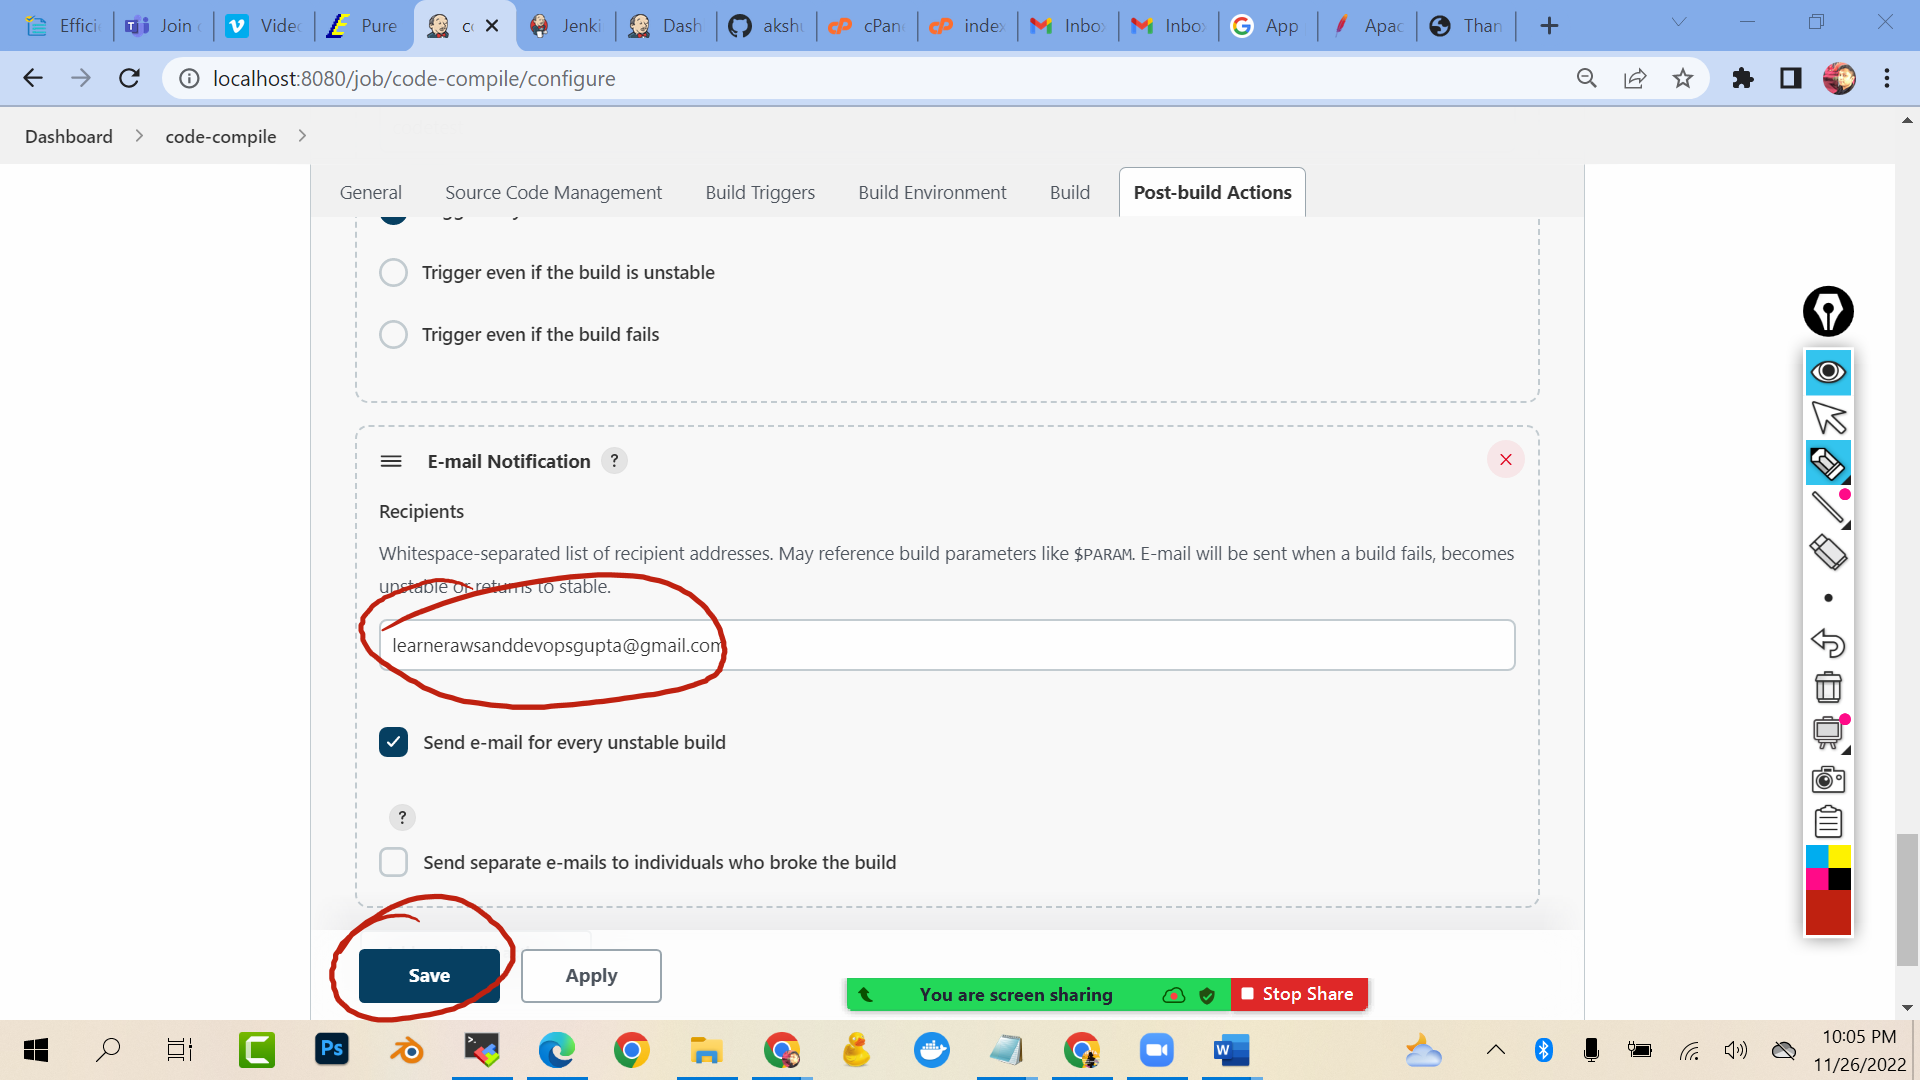 Effici
Join
Video
Pure
Jenki
Dash
akshu
cPan
index
Inbo
Inbo
App
Apac
Than
localhost:8080/job/code-compile/configure
Dashboard
code-compile
General
Source Code Management
Build Triggers
Build Environment
Build
Post-build Actions
Trigger even if the build is unstable
Trigger even if the build fails
E-mail Notification ?
Recipients
Whitespace-separated list of recipient addresses. May reference build parameters like $PARAM. E-mail will be sent when a build fails, becomes
unstable or returns to stable.
learnerawsanddevopsgupta@gmail.com
Send e-mail for every unstable build
?
Send separate e-mails to individuals who broke the build
Save
Apply
You are screen sharing
Stop Share
Ps
W
10:05 PM
11/26/2022